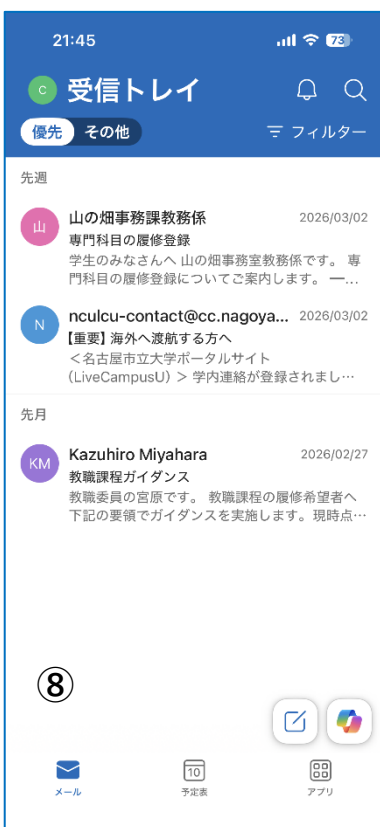 21:45
73
C
受信トレイ
優先 その他
フィルター
先週
山
山の畑事務課教務係 2026/03/02
専門科目の履修登録
学生のみなさんへ 山の畑事務室教務係です。 専
門科目の履修登録についてご案内します。 ー...
N
nculcu-contact@cc.nagoya... 2026/03/02
【重要】海外へ渡航する方へ
＜名古屋市立大学ポータルサイト
(LiveCampusU) ＞ 学内連絡が登録されまし…
先月
KM
Kazuhiro Miyahara 2026/02/27
教職課程ガイダンス
教職委員の宮原です。 教職課程の履修希望者へ
下記の要領でガイダンスを実施します。現時点…
⑧
10
メール 予定表 アプリ